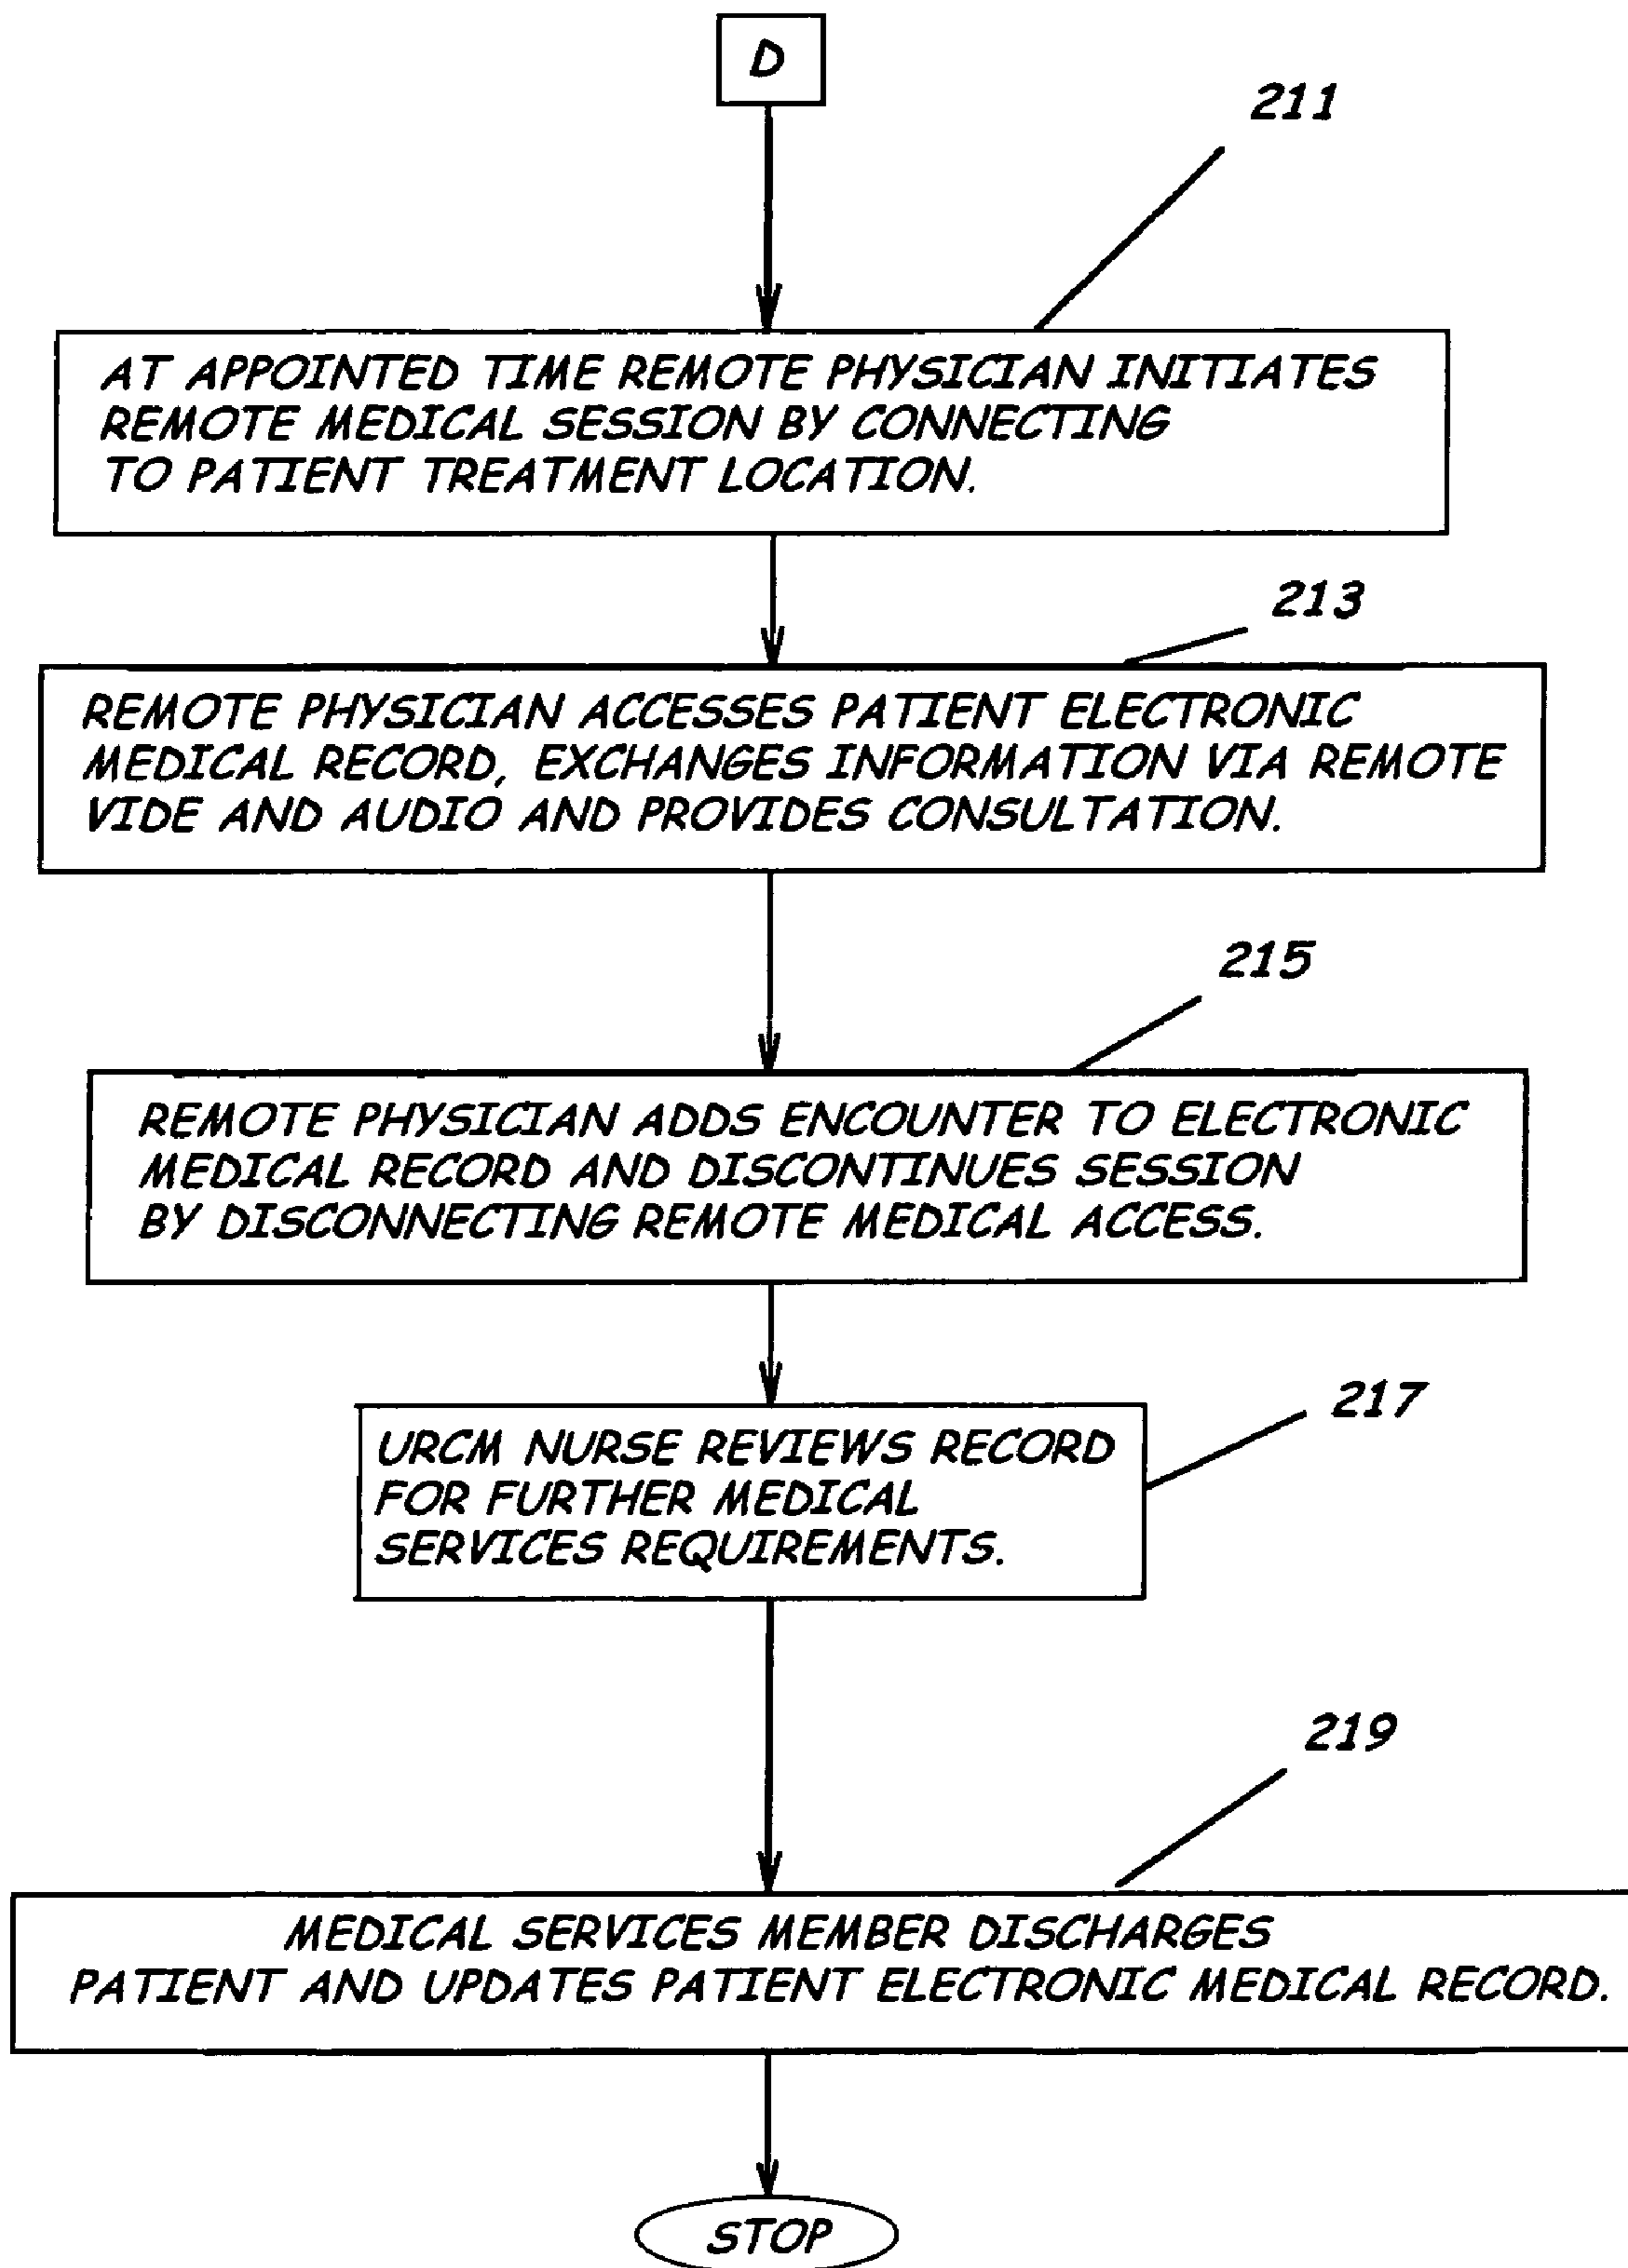 D
211
AT APPOINTED TIME REMOTE PHYSICIAN INITIATES
REMOTE MEDICAL SESSION BY CONNECTING
TO PATIENT TREATMENT LOCATION.
213
REMOTE PHYSICIAN ACCESSES PATIENT ELECTRONIC
MEDICAL RECORD, EXCHANGES INFORMATION VIA REMOTE
VIDE AND AUDIO AND PROVIDES CONSULTATION.
215
REMOTE PHYSICIAN ADDS ENCOUNTER TO ELECTRONIC
MEDICAL RECORD AND DISCONTINUES SESSION
BY DISCONNECTING REMOTE MEDICAL ACCESS.
217
URCM NURSE REVIEWS RECORD
FOR FURTHER MEDICAL
SERVICES REQUIREMENTS.
219
MEDICAL SERVICES MEMBER DISCHARGES
PATIENT AND UPDATES PATIENT ELECTRONIC MEDICAL RECORD.
STOP